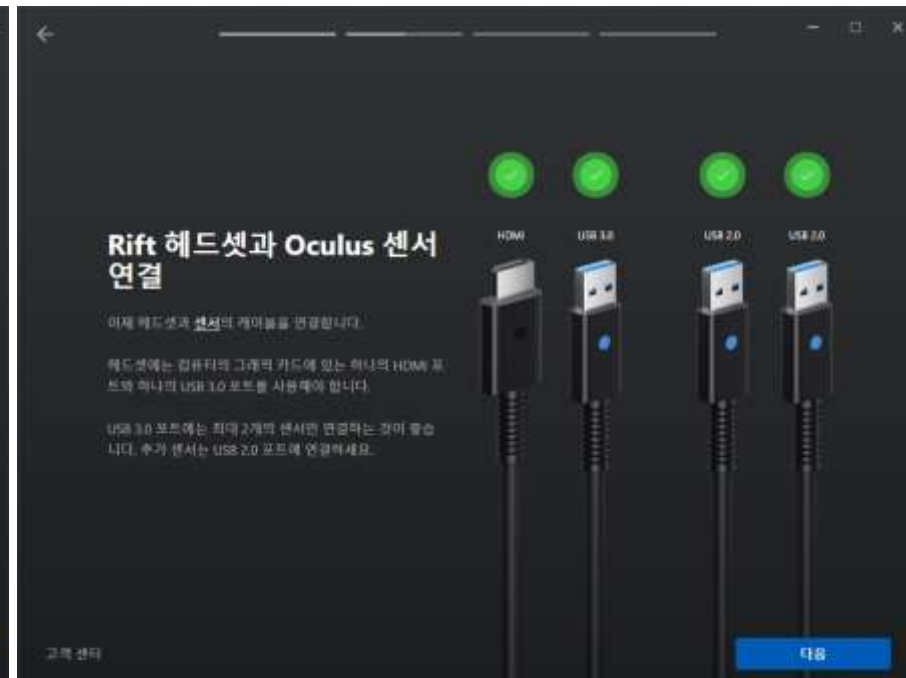 HDMI
USB 3.0
USB 2.0
USB 2.0
Rift 헤드셋과 Oculus 센서
연결
이제 헤드셋과 센서의 케이블을 연결합니다.
헤드셋에는 컴퓨터의 그래픽 카드에 있는 하나의 HDMI 포
트와 하나의 USB 3.0 포트를 사용해야 합니다.
USB 3.0 포트에는 최대 2개의 센서만 연결하는 것이 좋습
니다. 추가 센서는 USB 2.0 포트에 연결하세요.
고객 센터
다음